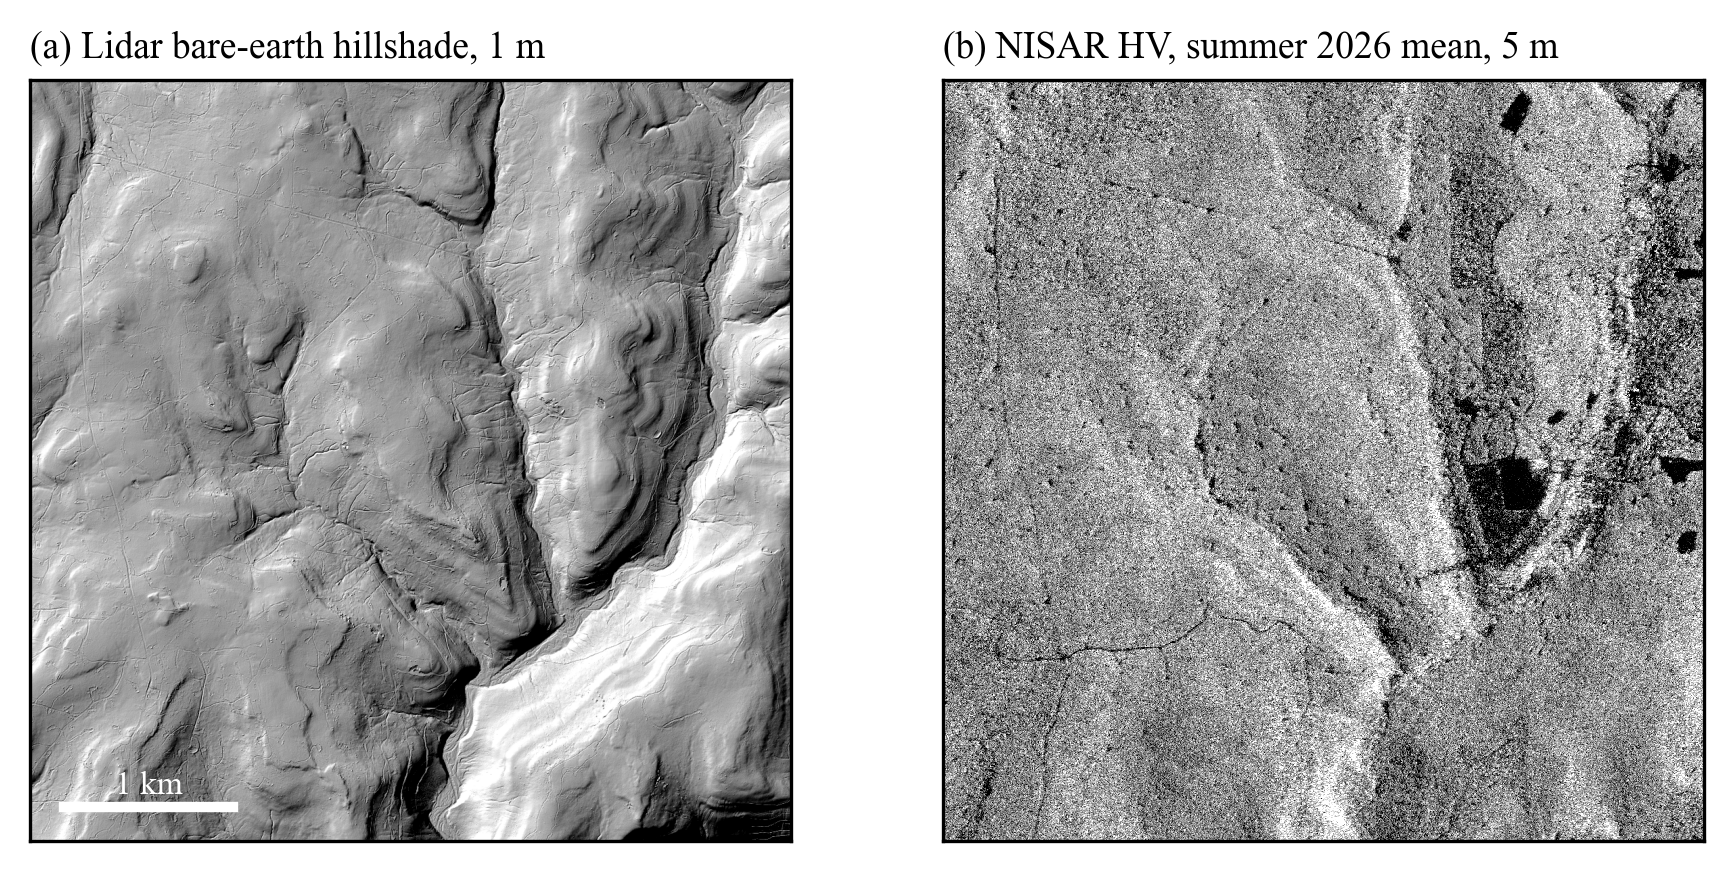 (a) Lidar bare-earth hillshade, 1 m
(b) NISAR HV, summer 2026 mean, 5 m
1 km